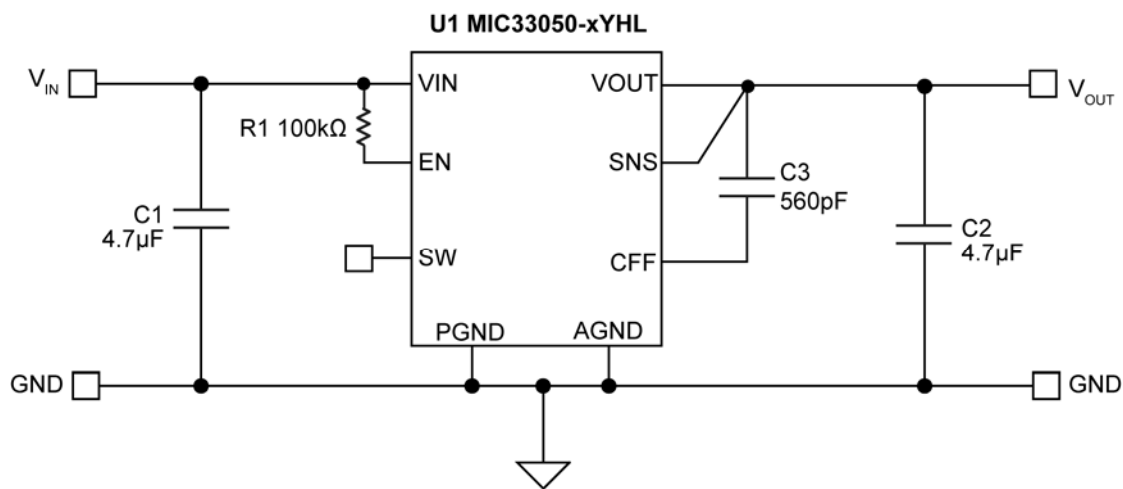 U1 MIC33050-xYHL
VIN
VIN
VOUT
VOUT
R1 100kΩ
EN
SNS
C3
560pF
C1
4.7µF
C2
4.7µF
SW
CFF
PGND
AGND
GND
GND